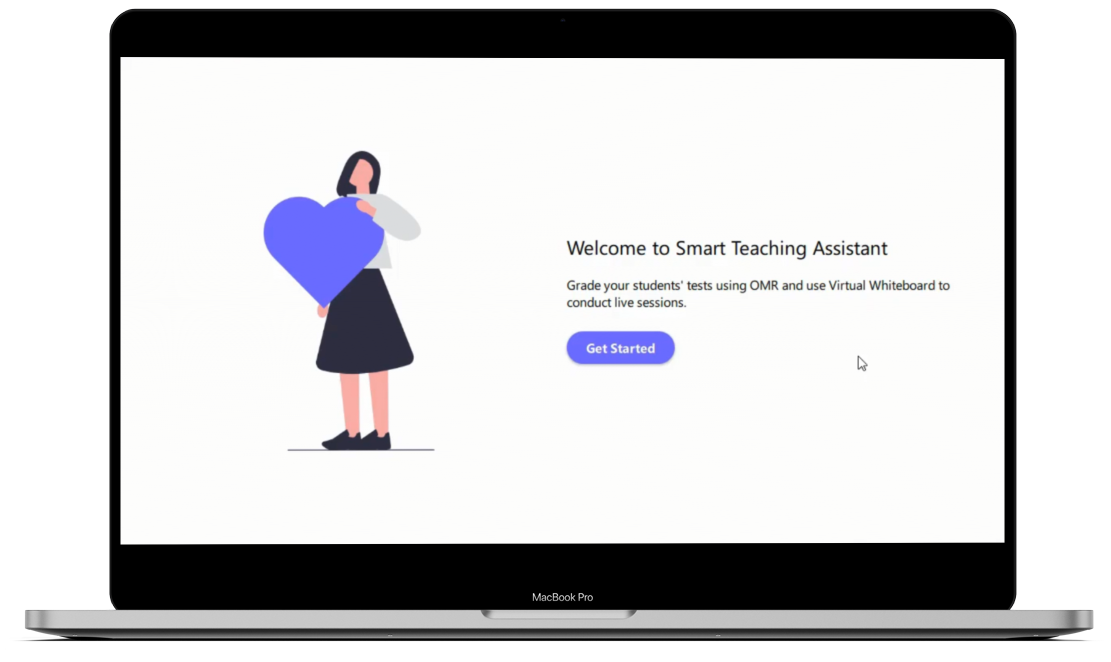 Welcome to Smart Teaching Assistant
Grade your students' tests using OMR and use Virtual Whiteboard to
conduct live sessions.
Get Started
MacBook Pro